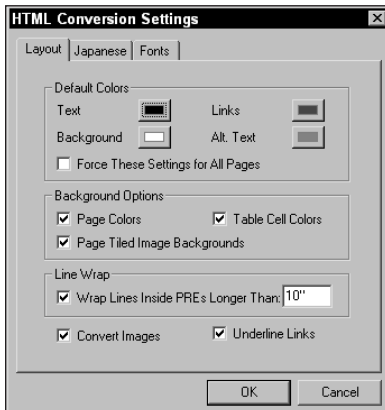 HTML Conversion Settings
Layout Japanese Fonts
Default Colors
Text Links
Background Alt. Text
Force These Settings for All Pages
Background Options
Page Colors Table Cell Colors
Page Tiled Image Backgrounds
Line Wrap
Wrap Lines Inside PREs Longer Than: 10"
Convert Images Underline Links
OK Cancel